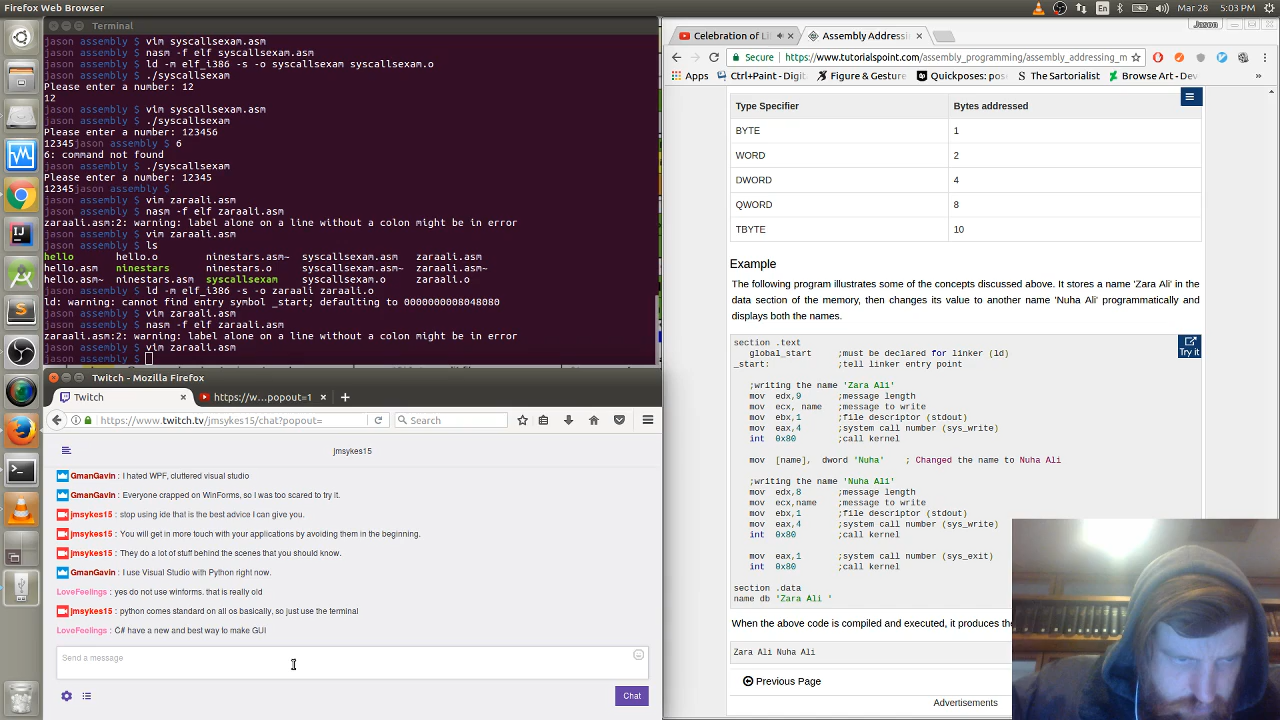 Firefox Web Browser
En
Mar 28
5:03 PM
Terminal
jason assembly $ vim syscallsexam.asm
jason assembly $ nasm -f elf syscallsexam.asm
jason assembly $ ld -m elf_i386 -s -o syscallsexam syscallsexam.o
jason assembly $ ./syscallsexam
Please enter a number: 12
12
jason assembly $ vim syscallsexam.asm
jason assembly $ ./syscallsexam
Please enter a number: 123456
12345jason assembly $ 6
6: command not found
jason assembly $ ./syscallsexam
Please enter a number: 12345
12345jason assembly $
jason assembly $ vim zaraali.asm
jason assembly $ nasm -f elf zaraali.asm
zaraali.asm:2: warning: label alone on a line without a colon might be in error
jason assembly $ vim zaraali.asm
jason assembly $ ls
hello hello.o ninestars.asm~ syscallsexam.asm zaraali.asm
hello.asm ninestars ninestars.o syscallsexam.asm~ zaraali.asm~
hello.asm~ ninestars.asm syscallsexam syscallsexam.o zaraali.o
jason assembly $ ld -m elf_i386 -s -o zaraali zaraali.o
ld: warning: cannot find entry symbol _start; defaulting to 0000000008048080
jason assembly $ vim zaraali.asm
jason assembly $ nasm -f elf zaraali.asm
zaraali.asm:2: warning: label alone on a line without a colon might be in error
jason assembly $ vim zaraali.asm
jason assembly $
Twitch - Mozilla Firefox
Twitch
https://w...popout=1
https://www.twitch.tv/jmsykes15/chat?popout=
Search
jmsykes15
GmanGavin : I hated WPF, cluttered visual studio
GmanGavin : Everyone crapped on WinForms, so I was too scared to try it.
jmsykes15 : stop using ide that is the best advice I can give you.
jmsykes15 : You will get in more touch with your applications by avoiding them in the beginning.
jmsykes15 : They do a lot of stuff behind the scenes that you should know.
GmanGavin : I use Visual Studio with Python right now.
LoveFeelings : yes do not use winforms. that is really old
jmsykes15 : python comes standard on all os basically, so just use the terminal
LoveFeelings : C# have a new and best way to make GUI
Send a message
Chat
Jason
Celebration of Li
Assembly Addressi
Secure
https://www.tutorialspoint.com/assembly_programming/assembly_addressing_m
Apps
Ctrl+Paint - Digit
Figure & Gesture
Quickposes: pos
The Sartorialist
Browse Art - Dev
Type Specifier Bytes addressed
BYTE 1
WORD 2
DWORD 4
QWORD 8
TBYTE 10
Example
The following program illustrates some of the concepts discussed above. It stores a name 'Zara Ali' in
the data section of the memory, then changes its value to another name 'Nuha Ali' programmatically and
displays both the names.
Try it
section .text
global_start ;must be declared for linker (ld)
_start: ;tell linker entry point
;writing the name 'Zara Ali'
mov edx,9 ;message length
mov ecx, name ;message to write
mov ebx,1 ;file descriptor (stdout)
mov eax,4 ;system call number (sys_write)
int 0x80 ;call kernel
mov [name], dword 'Nuha' ; Changed the name to Nuha Ali
;writing the name 'Nuha Ali'
mov edx,8 ;message length
mov ecx,name ;message to write
mov ebx,1 ;file descriptor (stdout)
mov eax,4 ;system call number (sys_write)
int 0x80 ;call kernel
mov eax,1 ;system call number (sys_exit)
int 0x80 ;call kernel
section .data
name db 'Zara Ali '
When the above code is compiled and executed, it produces the
Zara Ali Nuha Ali
Previous Page
Advertisements